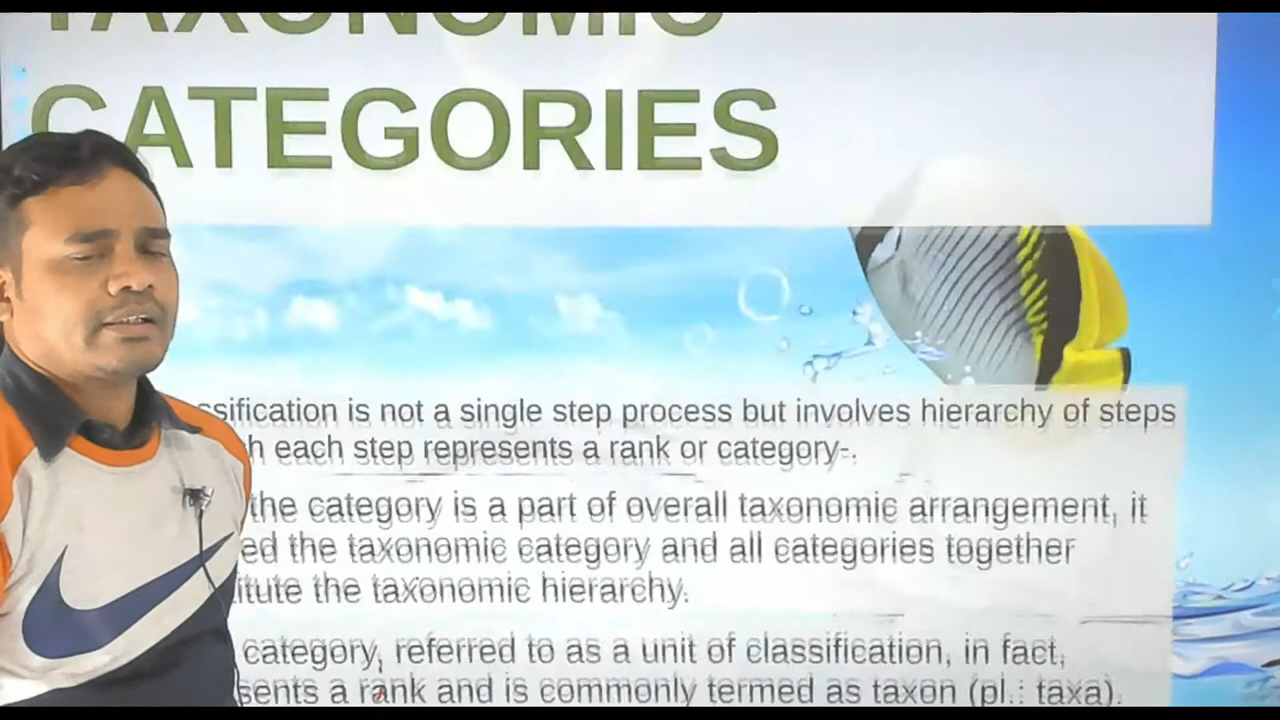 TAXONOMIC
CATEGORIES
ssification is not a single step process but involves hierarchy of steps
h each step represents a rank or category-.
the category is a part of overall taxonomic arrangement, it
ed the taxonomic category and all categories together
itute the taxonomic hierarchy.
category, referred to as a unit of classification, in fact,
sents a rank and is commonly termed as taxon (pl.: taxa).